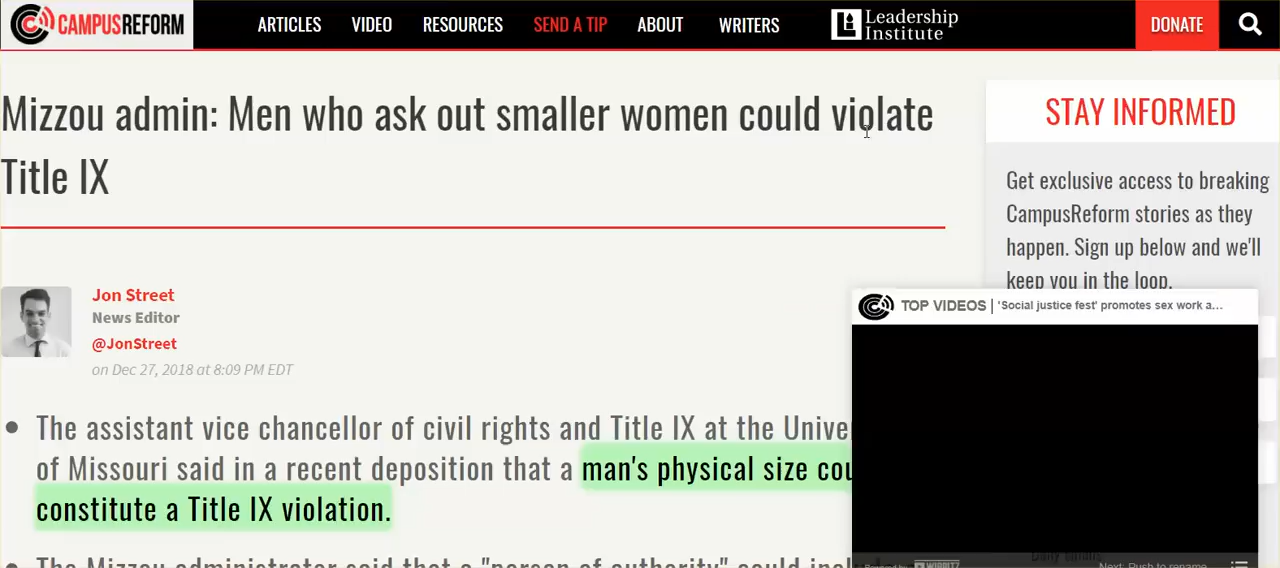 CAMPUSREFORM
ARTICLES VIDEO RESOURCES SEND A TIP ABOUT WRITERS
Leadership
Institute
DONATE
Mizzou admin: Men who ask out smaller women could violate
Title IX
Jon Street
News Editor
@JonStreet
on Dec 27, 2018 at 8:09 PM EDT
• The assistant vice chancellor of civil rights and Title IX at the Unive
of Missouri said in a recent deposition that a man's physical size cou
constitute a Title IX violation.
• The Mizzou administrator said that a "person of authority" could
STAY INFORMED
Get exclusive access to breaking
CampusReform stories as they
happen. Sign up below and we'll
keep you in the loop.
TOP VIDEOS | 'Social justice fest' promotes sex work a...
Next: Push to rename